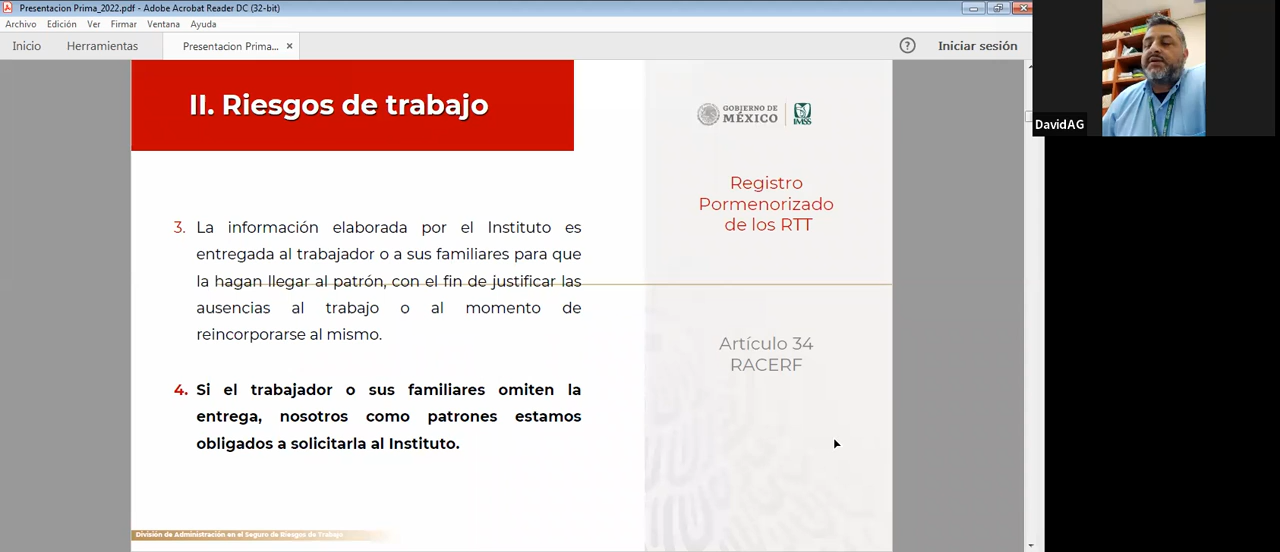 Presentacion Prima_2022.pdf - Adobe Acrobat Reader DC (32-bit)
Archivo Edición Ver Firmar Ventana Ayuda
Inicio Herramientas Presentacion Prima... × ? Iniciar sesión
II. Riesgos de trabajo
GOBIERNO DE
MÉXICO
IMSS
DavidAG
Registro
Pormenorizado
de los RTT
3. La información elaborada por el Instituto es
entregada al trabajador o a sus familiares para que
la hagan llegar al patrón, con el fin de justificar las
ausencias al trabajo o al momento de
reincorporarse al mismo.
Artículo 34
RACERF
4. Si el trabajador o sus familiares omiten la
entrega, nosotros como patrones estamos
obligados a solicitarla al Instituto.
División de Administración en el Seguro de Riesgos de Trabajo